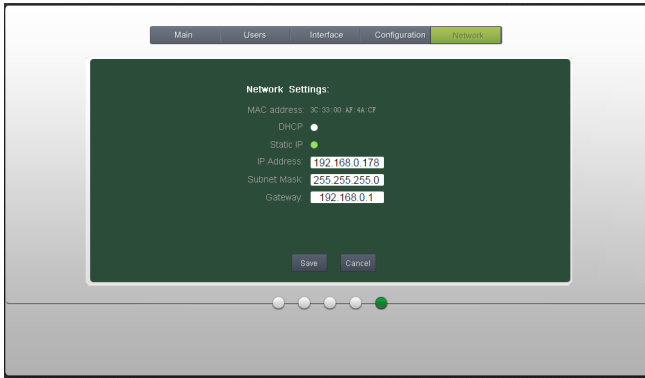 Main Users Interface Configuration Network
Network Settings:
MAC address: 3C:33:00:AF:4A:CF
DHCP
Static IP
IP Address: 192.168.0.178
Subnet Mask: 255.255.255.0
Gateway: 192.168.0.1
Save Cancel